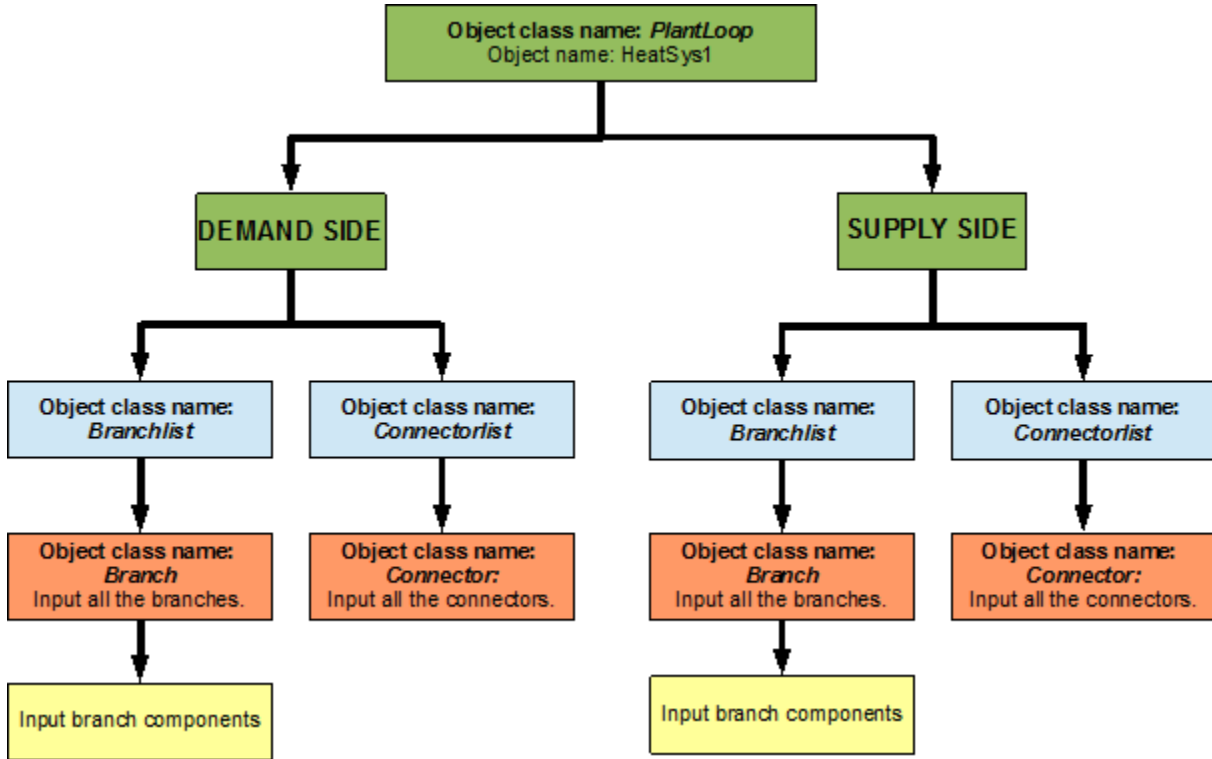 Object class name: PlantLoop
Object name: HeatSys1
DEMAND SIDE
SUPPLY SIDE
Object class name:
Branchlist
Object class name:
Connectorlist
Object class name:
Branchlist
Object class name:
Connectorlist
Object class name:
Branch
Input all the branches.
Object class name:
Connector:
Input all the connectors.
Object class name:
Branch
Input all the branches.
Object class name:
Connector:
Input all the connectors.
Input branch components
Input branch components